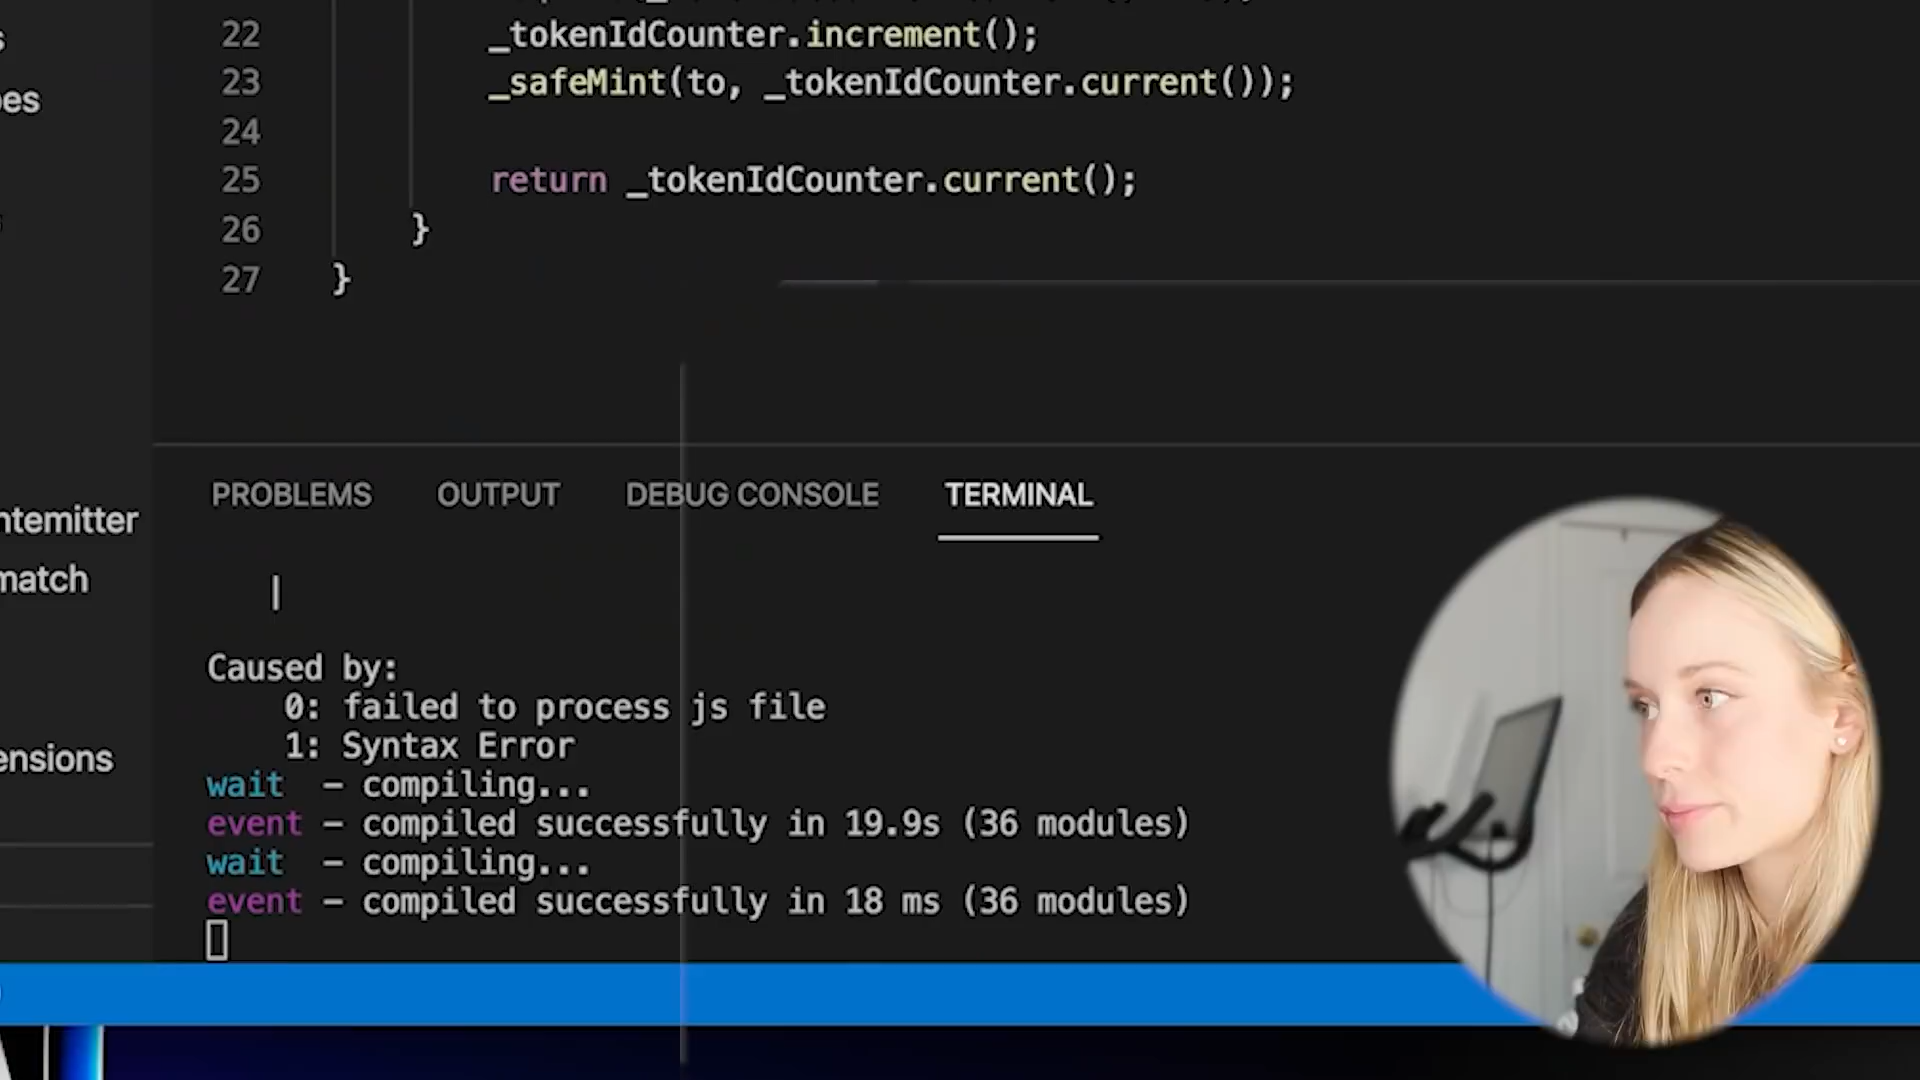 22 _tokenIdCounter.increment();
23 _safeMint(to, _tokenIdCounter.current());
24
25 return _tokenIdCounter.current();
26 }
27 }
ntemitter
match
ensions
PROBLEMS OUTPUT DEBUG CONSOLE TERMINAL
|
Caused by:
0: failed to process js file
1: Syntax Error
wait - compiling...
event - compiled successfully in 19.9s (36 modules)
wait - compiling...
event - compiled successfully in 18 ms (36 modules)